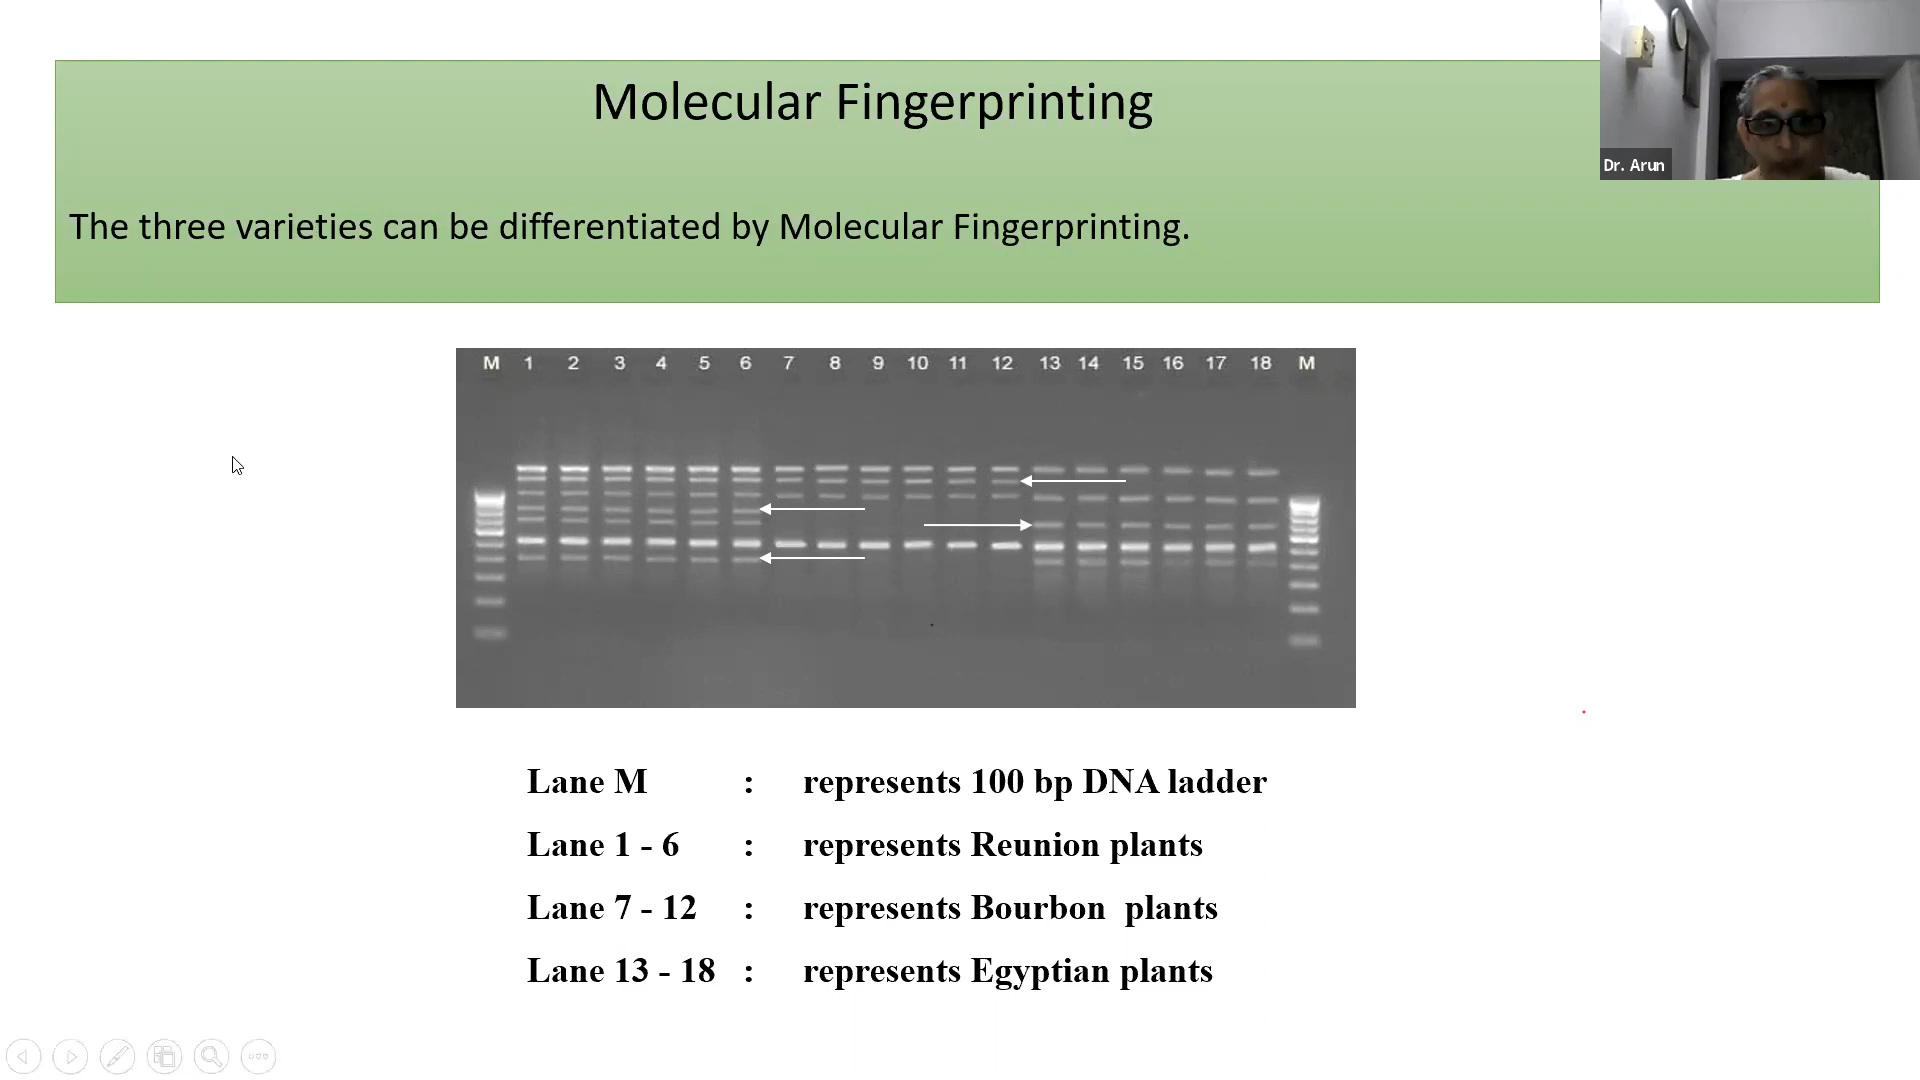 Molecular Fingerprinting
Dr. Arun
The three varieties can be differentiated by Molecular Fingerprinting.
M 1 2 3 4 5 6 7 8 9 10 11 12 13 14 15 16 17 18 M
Lane M : represents 100 bp DNA ladder
Lane 1 - 6 : represents Reunion plants
Lane 7 - 12 : represents Bourbon plants
Lane 13 - 18 : represents Egyptian plants